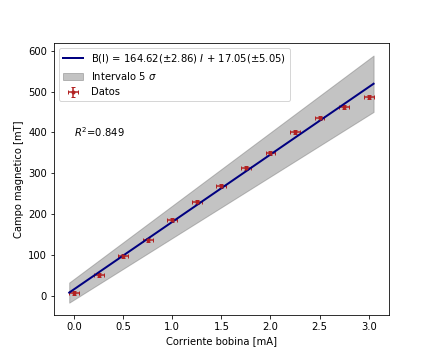 B(I) = 164.62(±2.86) I + 17.05(±5.05)
Intervalo 5 σ
Datos
R²=0.849
600
500
400
300
200
100
0
Campo magnetico [mT]
0.0 0.5 1.0 1.5 2.0 2.5 3.0
Corriente bobina [mA]